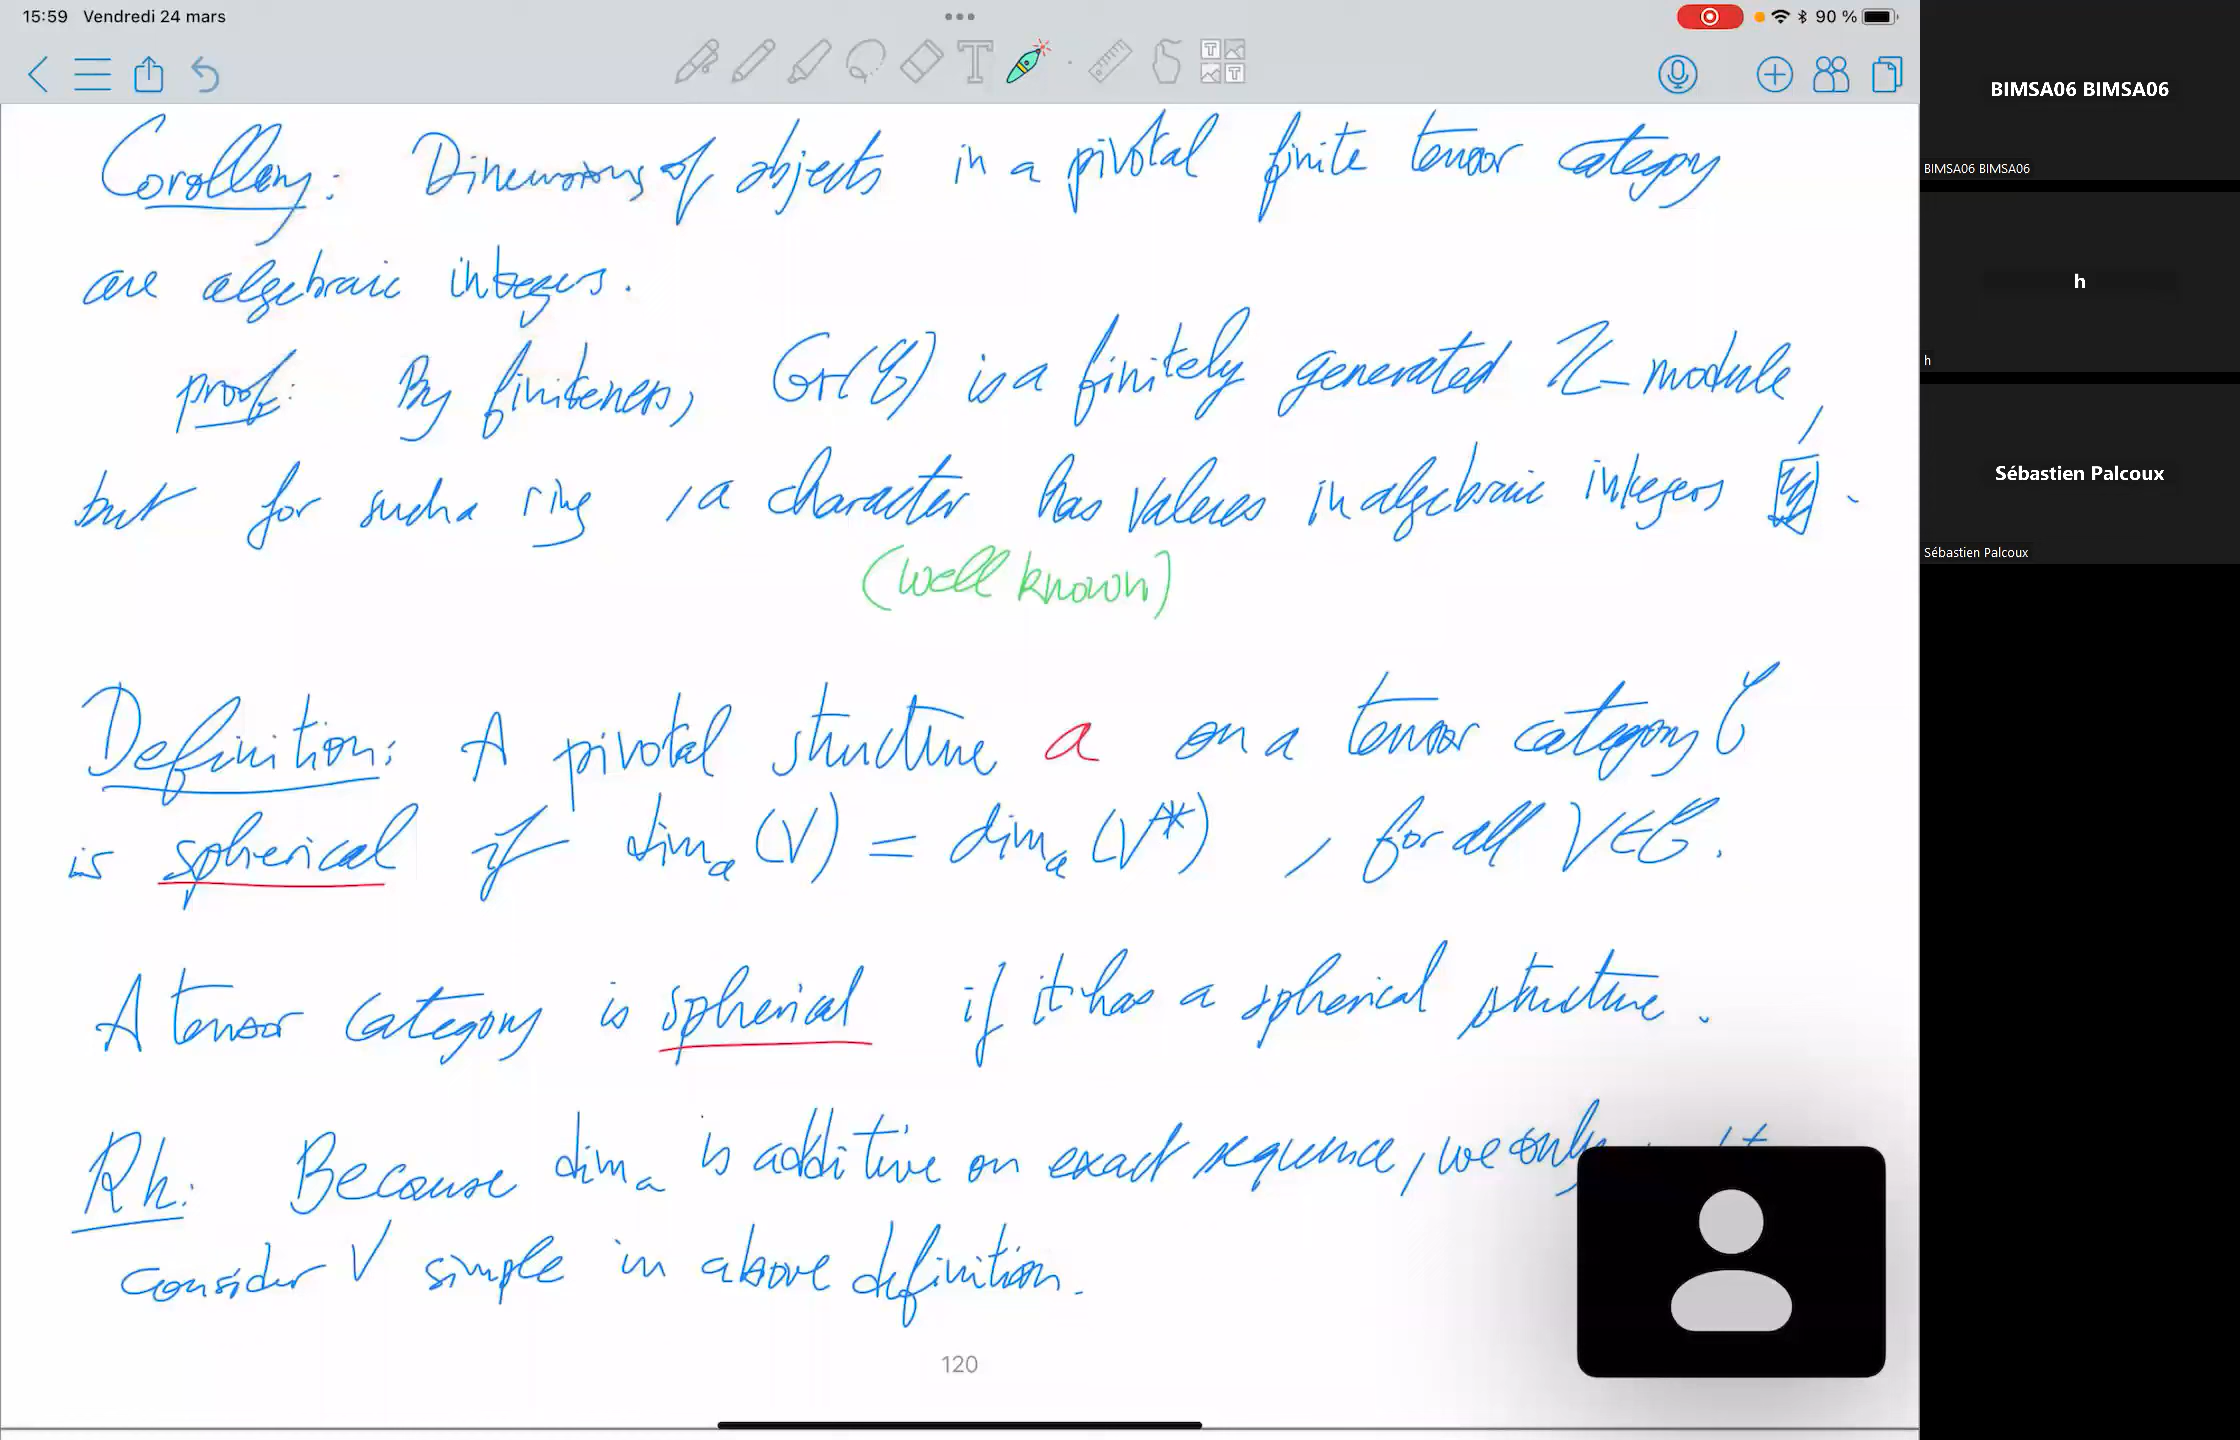 15:59 Vendredi 24 mars
90 %
Corollary: Dimensions of objects in a pivotal finite tensor category
are algebraic integers.
proof: By finiteness, Gr(C) is a finitely generated Z-module,
but for such a ring, a character has values in algebraic integers
(well known)
Definition: A pivotal structure a on a tensor category C
is spherical if dim_a (V) = dim_a (V*), for all V ∈ C.
A tensor category is spherical if it has a spherical structure.
Rk: Because dim_a is additive on exact sequence, we only
consider V simple in above definition.
120
BIMSA06 BIMSA06
BIMSA06 BIMSA06
h
h
Sébastien Palcoux
Sébastien Palcoux